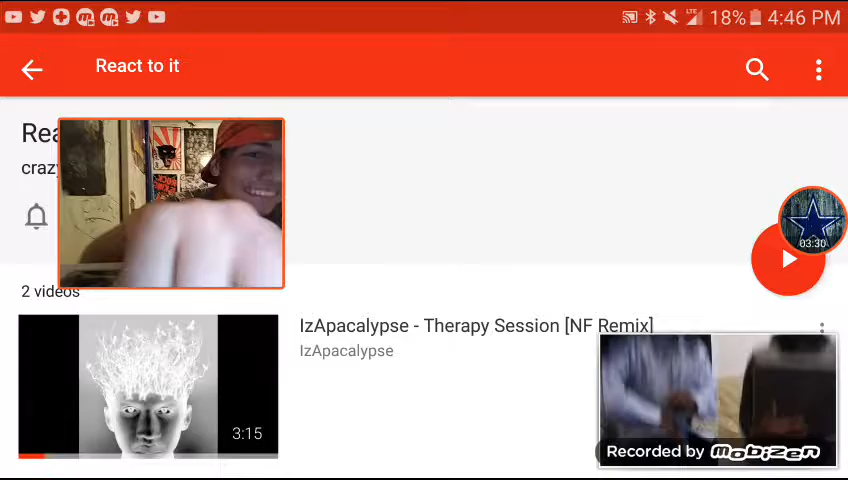 LTE 18% 4:46 PM
React to it
Rea
crazy
03:30
2 videos
IzApacalypse - Therapy Session [NF Remix]
IzApacalypse
3:15
Recorded by mobizen